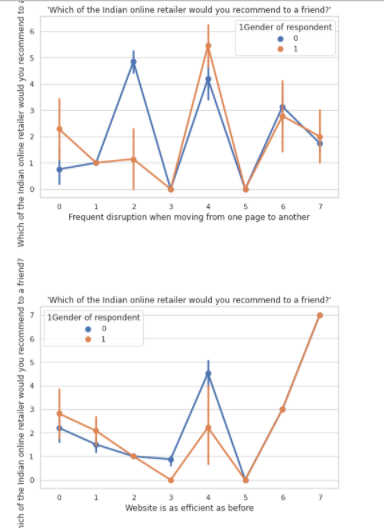 'Which of the Indian online retailer would you recommend to a friend?'
Which of the Indian online retailer would you recommend to a
1Gender of respondent
0
1
6
5
4
3
2
1
0
0 1 2 3 4 5 6 7
Frequent disruption when moving from one page to another
'Which of the Indian online retailer would you recommend to a friend?'
ich of the Indian online retailer would you recommend to a friend?
1Gender of respondent
0
1
7
6
5
4
3
2
1
0
0 1 2 3 4 5 6 7
Website is as efficient as before